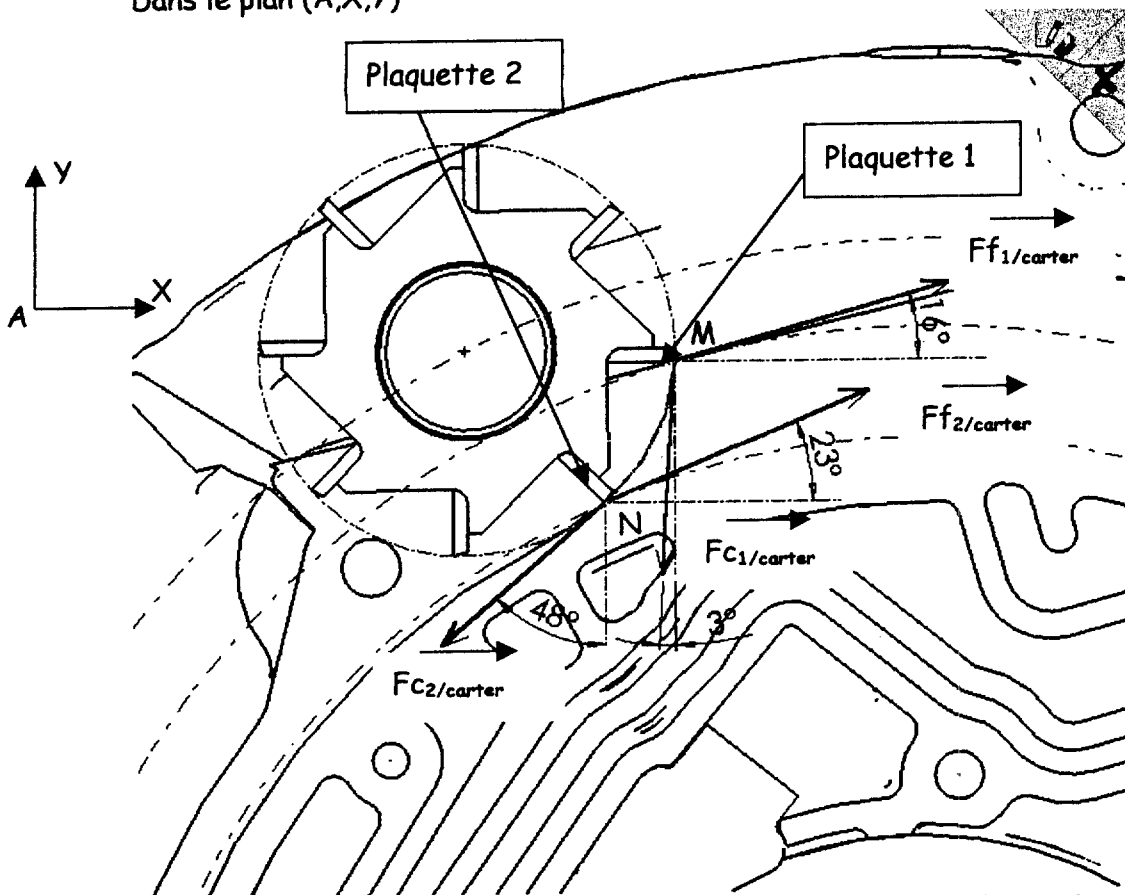 Dans le plan (A,X,Y)
Plaquette 2
Plaquette 1
Y
X
A
Ff1/carter
M
16°
Ff2/carter
23°
N
Fc1/carter
48°
3°
Fc2/carter